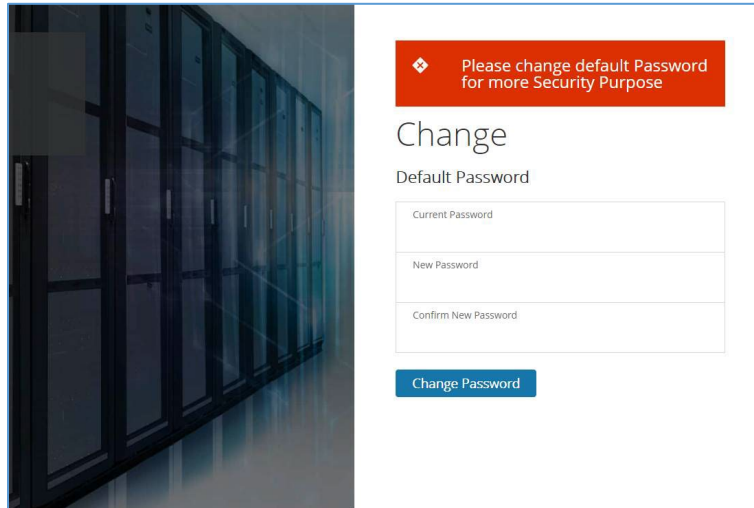 Please change default Password
for more Security Purpose
Change
Default Password
Current Password
New Password
Confirm New Password
Change Password